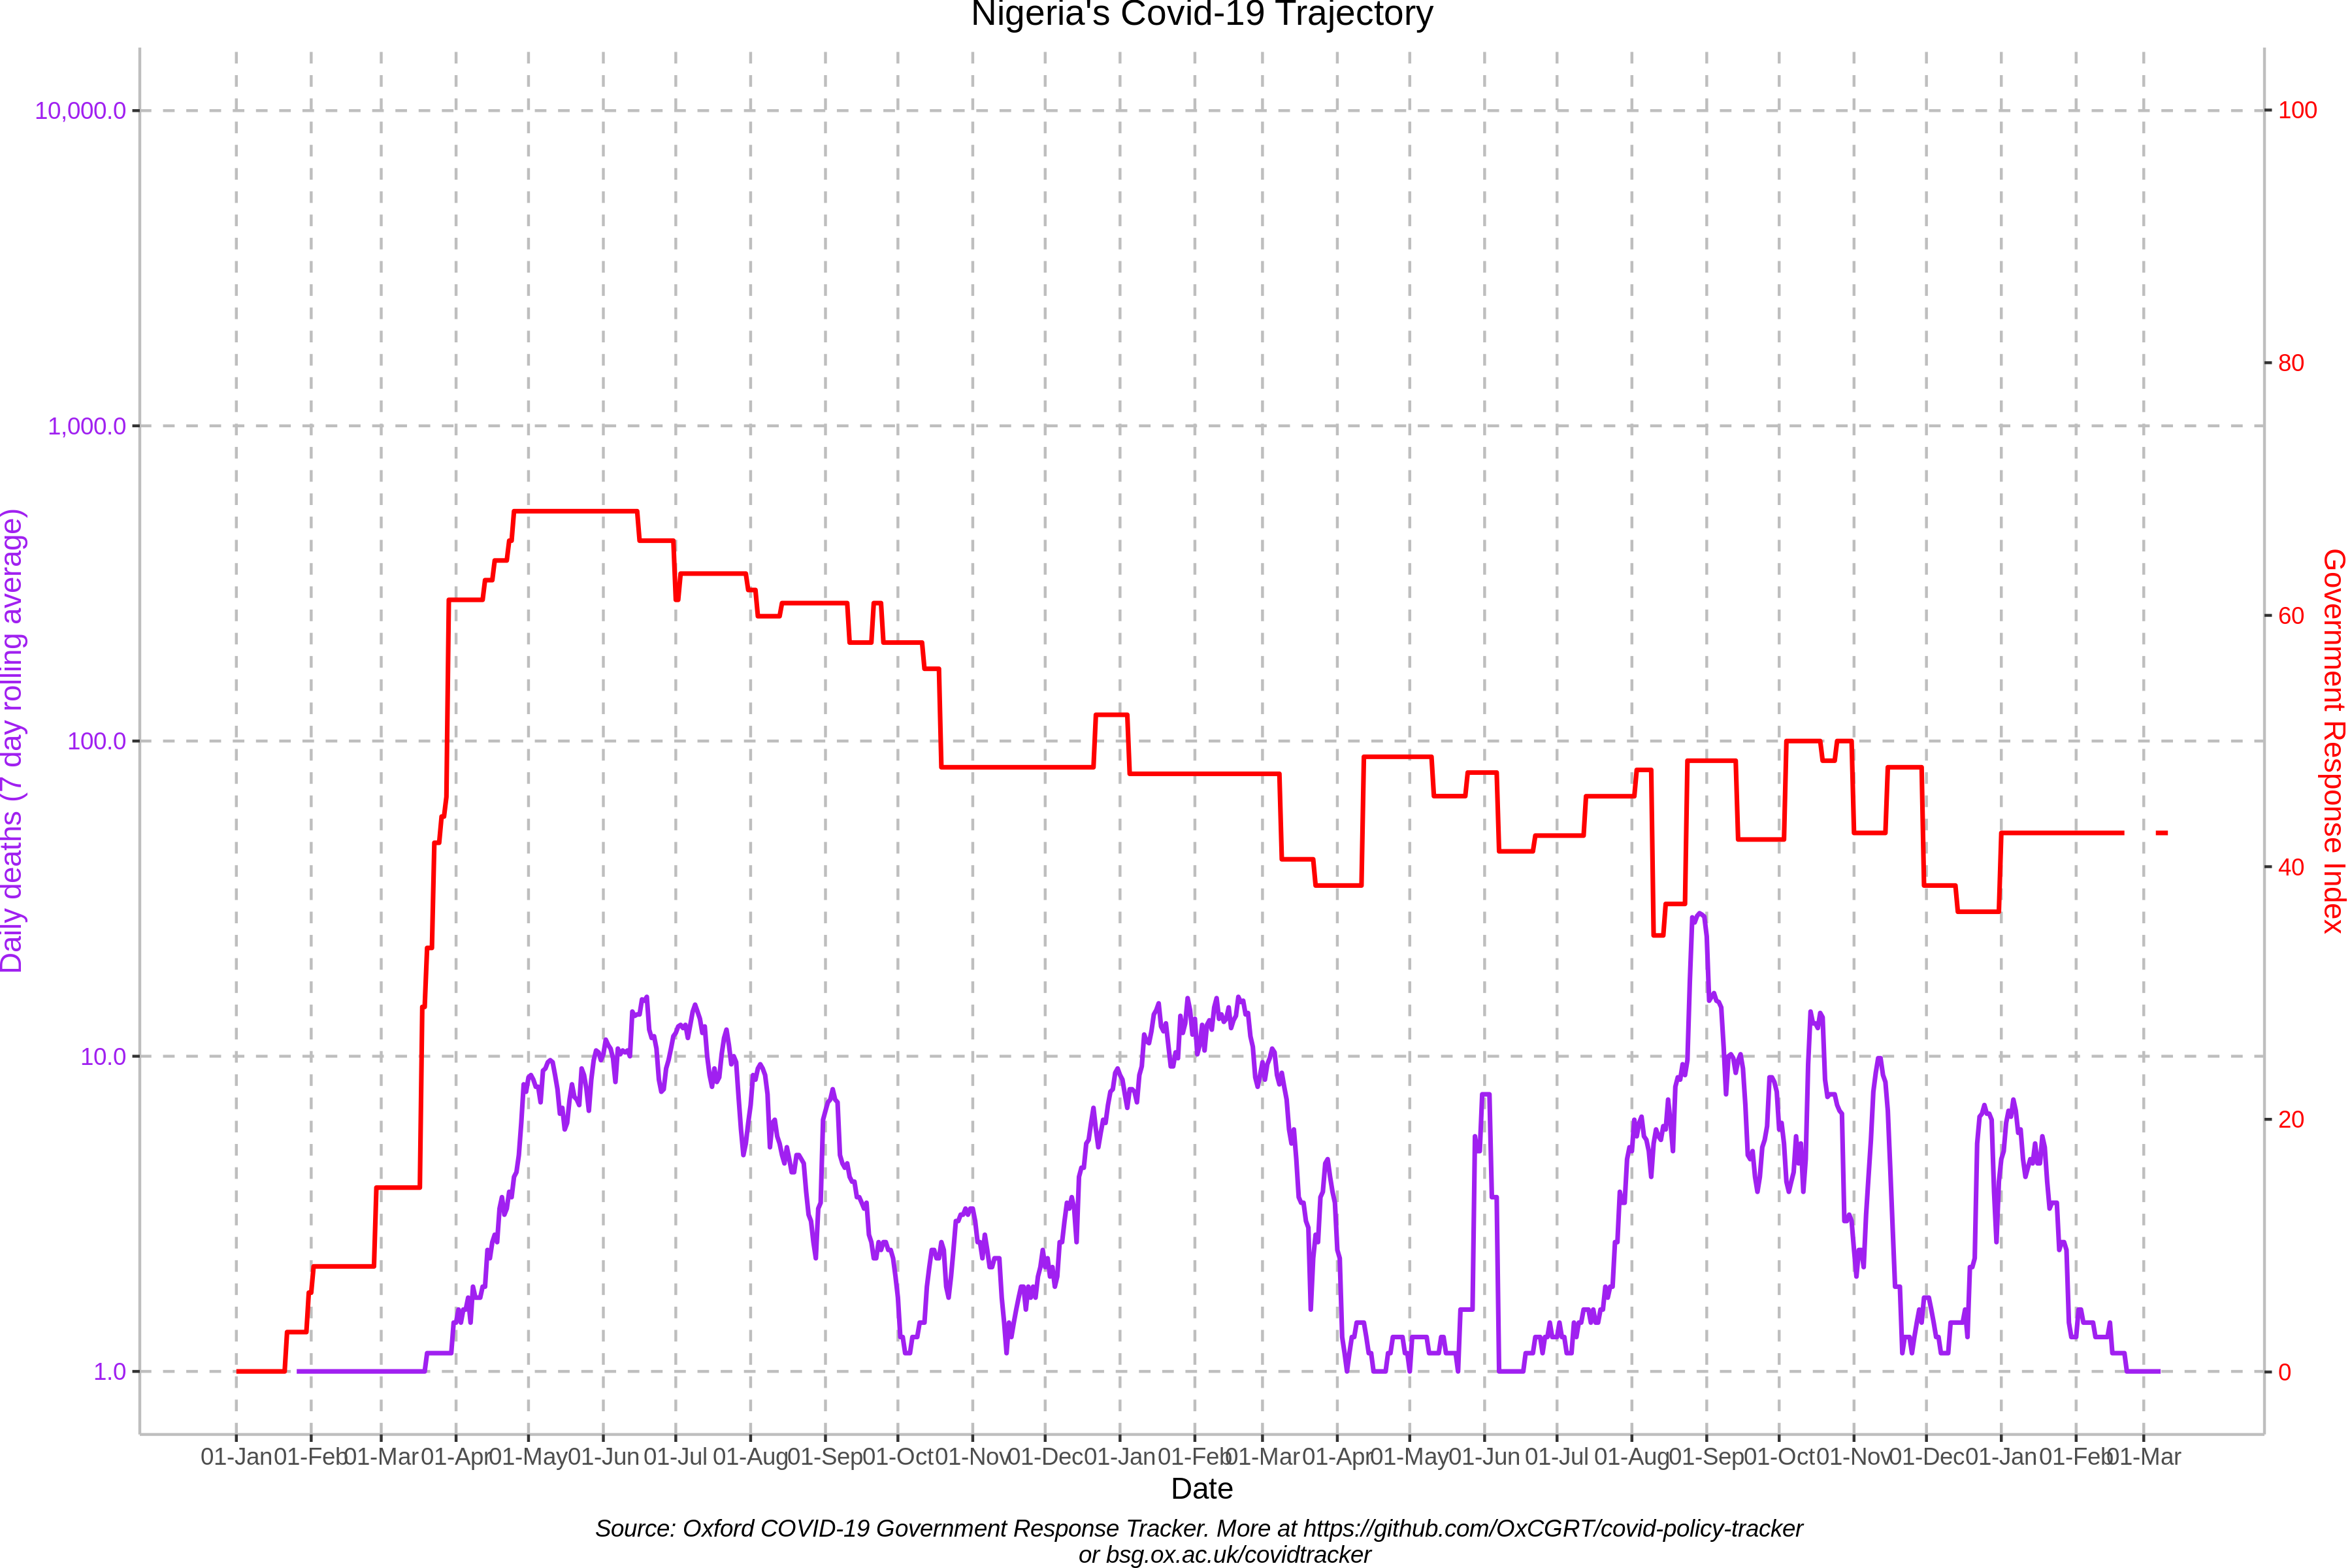 Nigeria's Covid-19 Trajectory
10,000.0
1,000.0
100.0
10.0
1.0
Daily deaths (7 day rolling average)
100
80
60
40
20
0
Government Response Index
01-Jan 01-Feb 01-Mar 01-Apr 01-May 01-Jun 01-Jul 01-Aug 01-Sep 01-Oct 01-Nov 01-Dec 01-Jan 01-Feb 01-Mar 01-Apr 01-May 01-Jun 01-Jul 01-Aug 01-Sep 01-Oct 01-Nov 01-Dec 01-Jan 01-Feb 01-Mar
Date
Source: Oxford COVID-19 Government Response Tracker. More at https://github.com/OxCGRT/covid-policy-tracker
or bsg.ox.ac.uk/covidtracker